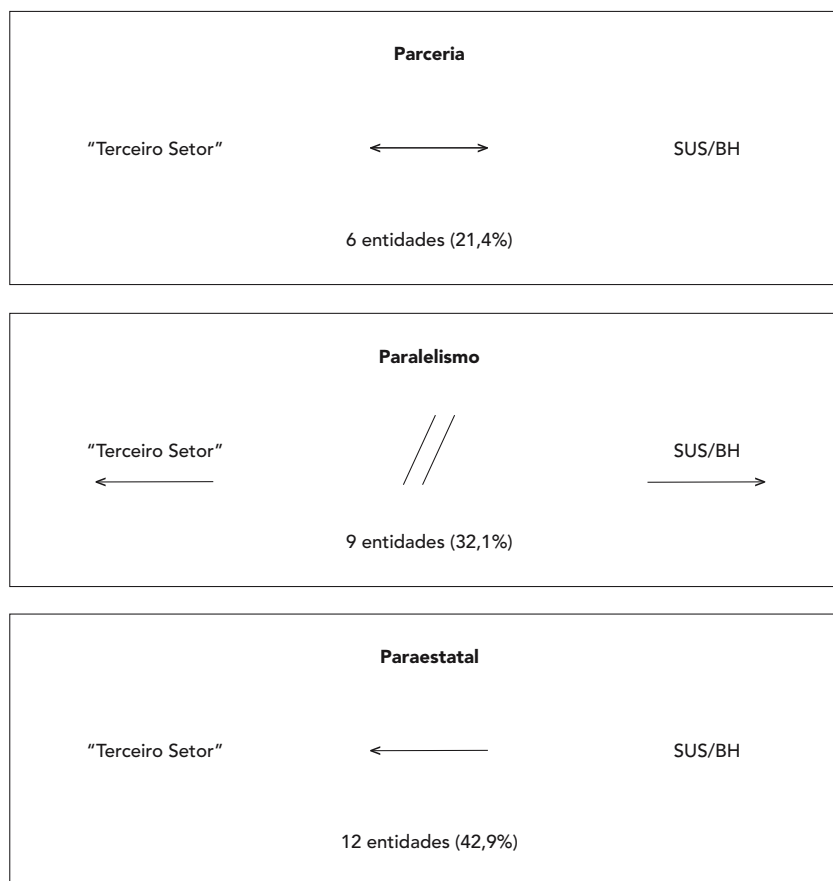 Parceria
"Terceiro Setor" SUS/BH
6 entidades (21,4%)
Paralelismo
"Terceiro Setor" SUS/BH
9 entidades (32,1%)
Paraestatal
"Terceiro Setor" SUS/BH
12 entidades (42,9%)